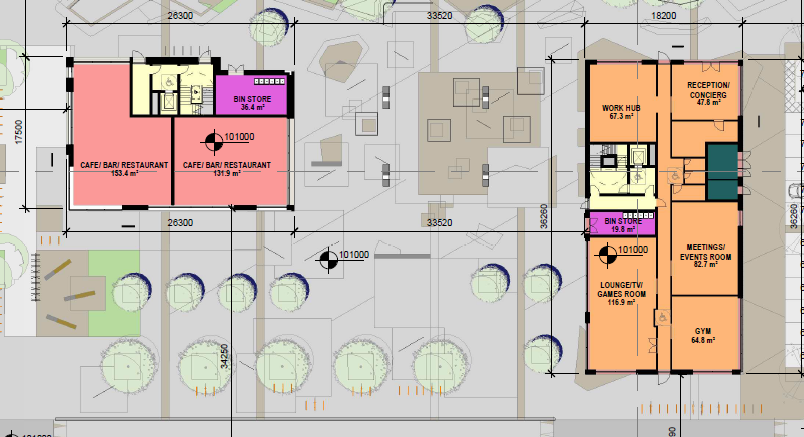 26300
33520
18200
17500
BIN STORE
36.4 m²
101000
CAFE/ BAR/ RESTAURANT
153.4 m²
CAFE/ BAR/ RESTAURANT
131.9 m²
WORK HUB
67.3 m²
RECEPTION/
CONCIERG
47.8 m²
26300
33520
36260
36260
BIN STORE
19.8 m²
101000
101000
LOUNGE/TV/
GAMES ROOM
116.9 m²
MEETINGS/
EVENTS ROOM
82.7 m²
GYM
64.8 m²
34250
101000